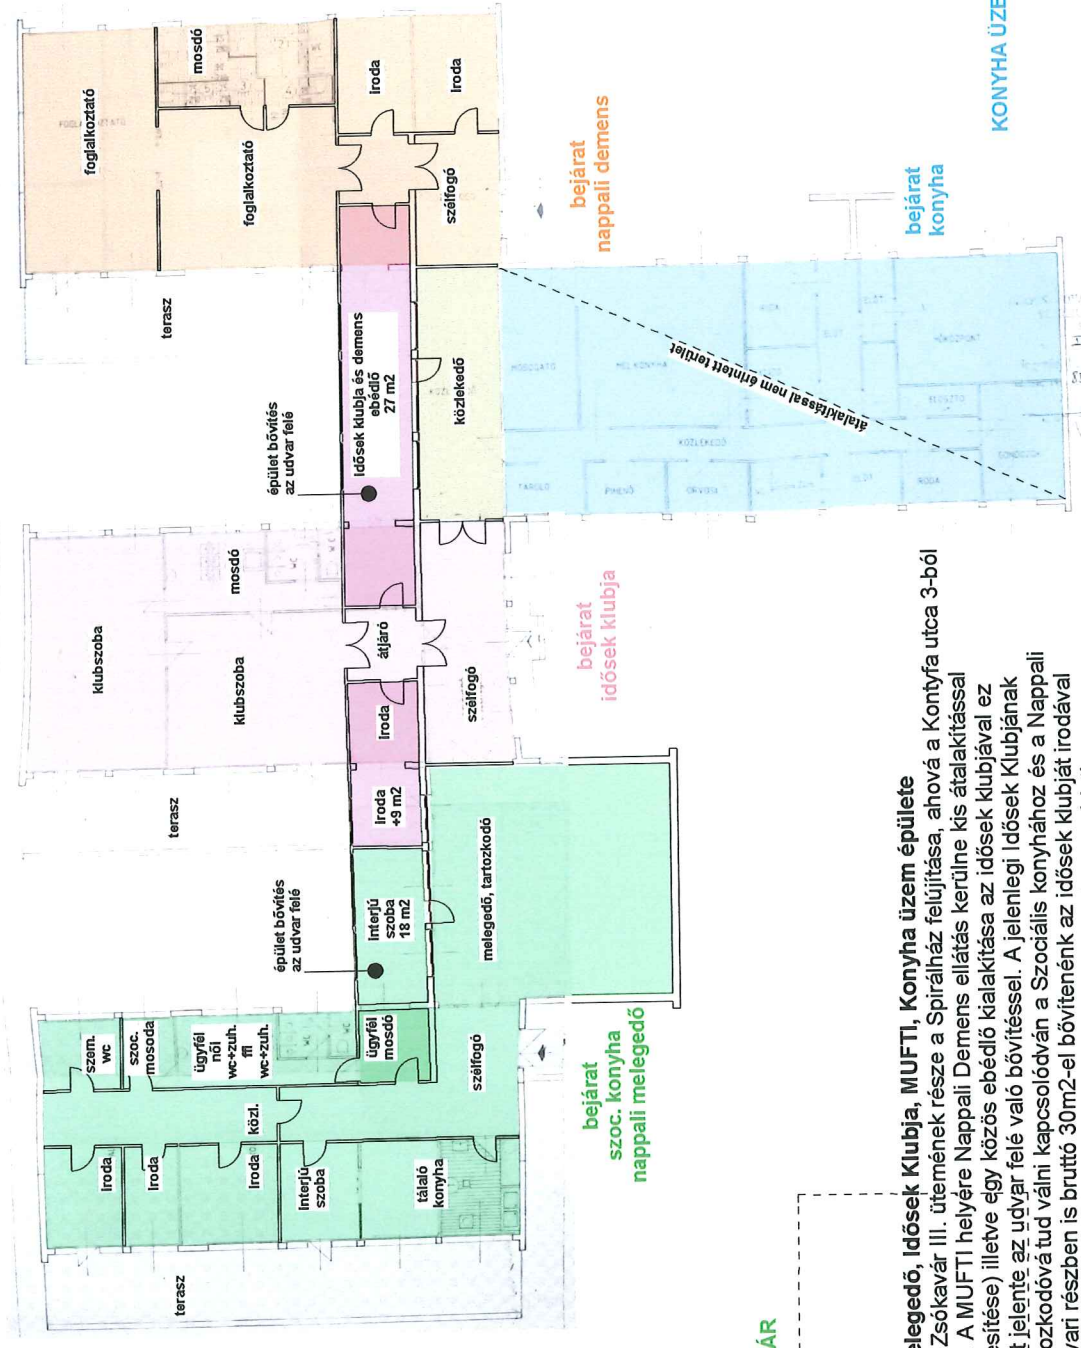 terasz
Iroda
Iroda
Iroda
Interjú
szoba
tálaló
konyha
szem.
wc
szoc.
mosoda
ügyfél
női
wc+zuh.
ffi
wc+zuh.
közl.
ügyfél
mosdó
szélfogó
épület bővítés
az udvar felé
Interjú
szoba
18 m2
melegedő, tartozkodó
bejárat
szoc. konyha
nappali melegedő
terasz
Iroda
+9 m2
Iroda
klubszoba
klubszoba
mosdó
átjáró
szélfogó
bejárat
idősek klubja
épület bővítés
az udvar felé
Idősek klubja és demens
ebédlő
27 m2
közlekedő
terasz
foglalkoztató
FOGLALKOZTATÓ
foglalkoztató
mosdó
Iroda
Iroda
szélfogó
bejárat
nappali demens
átalakítással nem érintett terület
MOSOGATÓ
KÖZLEKEDŐ
TÁROLÓ
PIHENŐ
ORVOSI
IRODA
bejárat
konyha
KONYHA ÜZE
ÁR
elegedő, Idősek Klubja, MUFTI, Konyha üzem épülete
Zsókavár III. ütemének része a Spirálház felújítása, ahová a Kontyfa utca 3-ból
A MUFTI helyére Nappali Demens ellátás kerülne kis átalakítással
esítése) illetve egy közös ebédlő kialakítása az idősek klubjával ez
t jelente az udvar felé való bővítéssel. A jelenlegi Idősek Klubjának
ozkodóvá tud válni kapcsolódván a Szociális konyhához és a Nappali
vari részben is bruttó 30m2-el bővítenénk az idősek klubját irodával